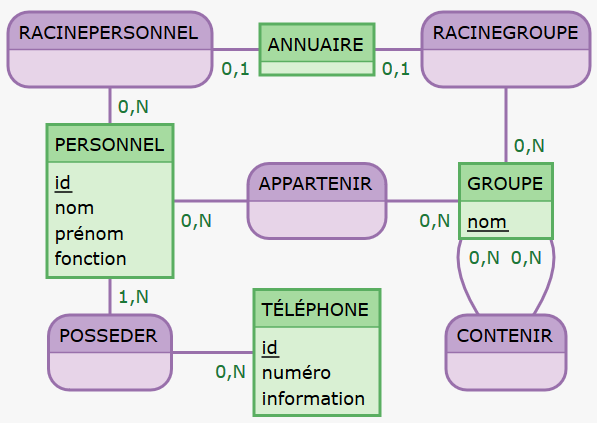 RACINEPERSONNEL
ANNUAIRE
RACINEGROUPE
0,1
0,1
0,N
0,N
PERSONNEL
id
nom
prénom
fonction
APPARTENIR
GROUPE
nom
0,N
0,N
0,N 0,N
1,N
POSSEDER
TÉLÉPHONE
id
numéro
information
CONTENIR
0,N